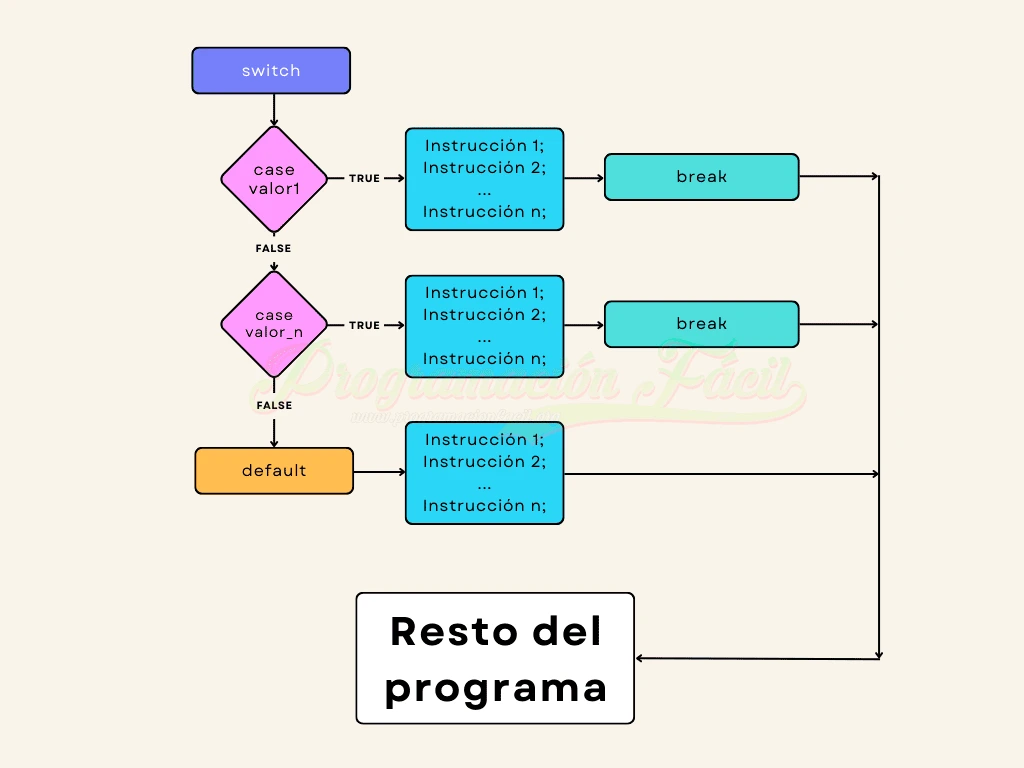 switch
case
valor1
TRUE
Instrucción 1;
Instrucción 2;
...
Instrucción n;
break
FALSE
case
valor_n
TRUE
Instrucción 1;
Instrucción 2;
...
Instrucción n;
break
Programación Fácil
FALSE
default
Instrucción 1;
Instrucción 2;
...
Instrucción n;
Resto del
programa